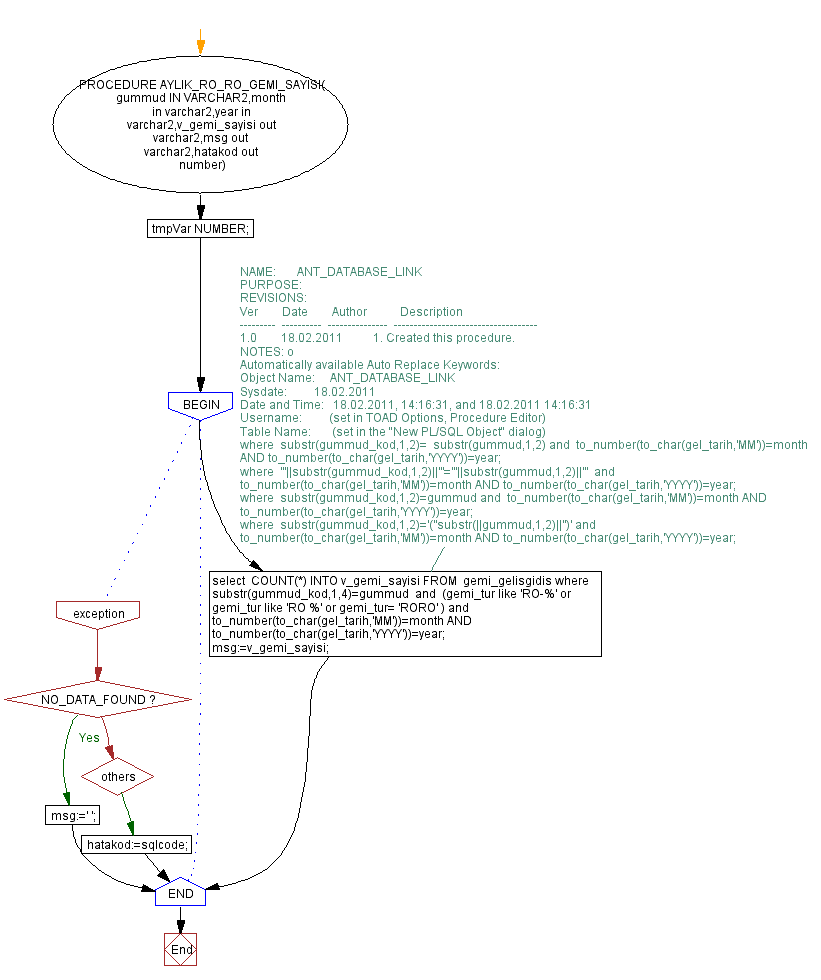 PROCEDURE AYLIK_RO_RO_GEMI_SAYISI(
gummud IN VARCHAR2,month
in varchar2,year in
varchar2,v_gemi_sayisi out
varchar2,msg out
varchar2,hatakod out
number)
tmpVar NUMBER;
NAME: ANT_DATABASE_LINK
PURPOSE:
REVISIONS:
Ver Date Author Description
--------- ---------- --------------- ------------------------------------
1.0 18.02.2011 1. Created this procedure.
NOTES: o
Automatically available Auto Replace Keywords:
Object Name: ANT_DATABASE_LINK
Sysdate: 18.02.2011
Date and Time: 18.02.2011, 14:16:31, and 18.02.2011 14:16:31
Username: (set in TOAD Options, Procedure Editor)
Table Name: (set in the "New PL/SQL Object" dialog)
where substr(gummud_kod,1,2)= substr(gummud,1,2) and to_number(to_char(gel_tarih,'MM'))=month
AND to_number(to_char(gel_tarih,'YYYY'))=year;
where '"||substr(gummud_kod,1,2)||"'='"||substr(gummud,1,2)||"' and
to_number(to_char(gel_tarih,'MM'))=month AND to_number(to_char(gel_tarih,'YYYY'))=year;
where substr(gummud_kod,1,2)=gummud and to_number(to_char(gel_tarih,'MM'))=month AND
to_number(to_char(gel_tarih,'YYYY'))=year;
where substr(gummud_kod,1,2)='("substr(||gummud,1,2)||")' and
to_number(to_char(gel_tarih,'MM'))=month AND to_number(to_char(gel_tarih,'YYYY'))=year;
BEGIN
select COUNT(*) INTO v_gemi_sayisi FROM gemi_gelisgidis where
substr(gummud_kod,1,4)=gummud and (gemi_tur like 'RO-%' or
gemi_tur like 'RO %' or gemi_tur= 'RORO' ) and
to_number(to_char(gel_tarih,'MM'))=month AND
to_number(to_char(gel_tarih,'YYYY'))=year;
msg:=v_gemi_sayisi;
exception
NO_DATA_FOUND ?
Yes
others
msg:=' ';
hatakod:=sqlcode;
END
End